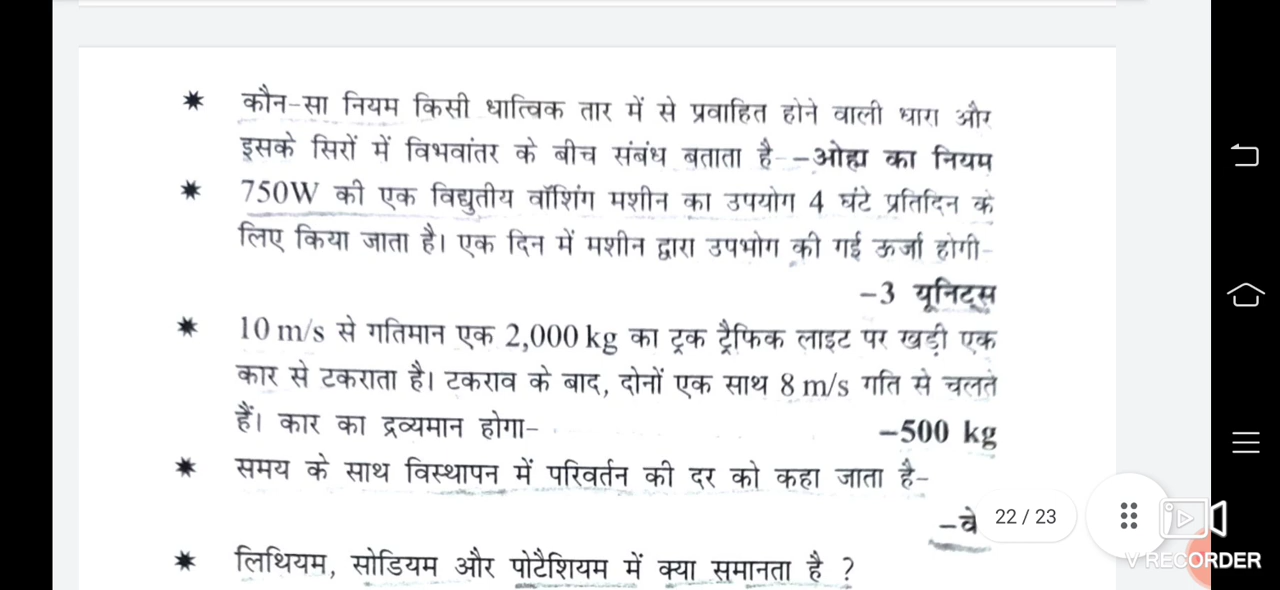 * कौन-सा नियम किसी धात्विक तार में से प्रवाहित होने वाली धारा और
इसके सिरों में विभवांतर के बीच संबंध बताता है- -ओह्म का नियम
* 750W की एक विद्युतीय वॉशिंग मशीन का उपयोग 4 घंटे प्रतिदिन के
लिए किया जाता है। एक दिन में मशीन द्वारा उपभोग की गई ऊर्जा होगी-
-3 यूनिट्स
* 10 m/s से गतिमान एक 2,000 kg का ट्रक ट्रैफिक लाइट पर खड़ी एक
कार से टकराता है। टकराव के बाद, दोनों एक साथ 8 m/s गति से चलते
हैं। कार का द्रव्यमान होगा- -500 kg
* समय के साथ विस्थापन में परिवर्तन की दर को कहा जाता है-
22 / 23
* लिथियम, सोडियम और पोटैशियम में क्या समानता है ?
V RECORDER